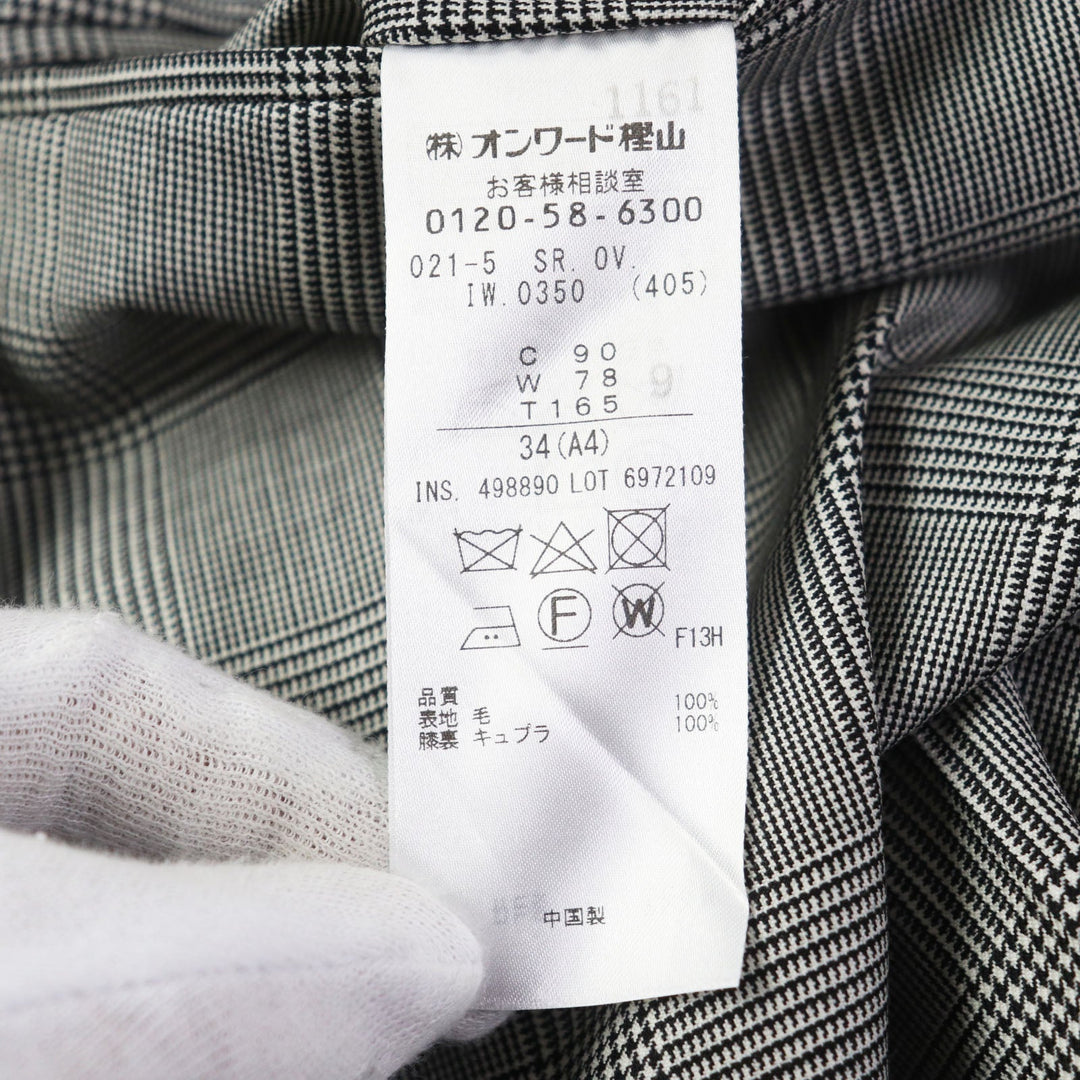 1161
㈱オンワード樫山
お客様相談室
0120-58-6300
021-5 SR. OV.
IW.0350 (405)
C 90
W 78
9
T165
34(A4)
INS. 498890 LOT 6972109
F W
F13H
品質
表地 毛 100%
膝裏 キュプラ 100%
中国製